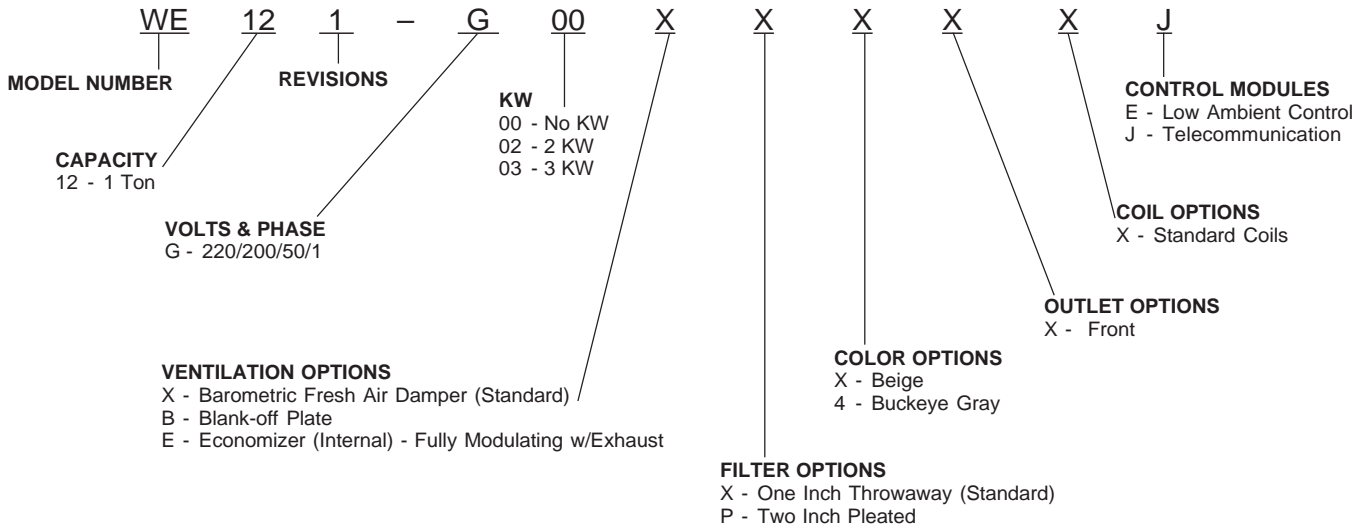 WE 12 1 – G 00 X X X X X J
MODEL NUMBER
REVISIONS
CAPACITY
12 - 1 Ton
VOLTS & PHASE
G - 220/200/50/1
KW
00 - No KW
02 - 2 KW
03 - 3 KW
VENTILATION OPTIONS
X - Barometric Fresh Air Damper (Standard)
B - Blank-off Plate
E - Economizer (Internal) - Fully Modulating w/Exhaust
FILTER OPTIONS
X - One Inch Throwaway (Standard)
P - Two Inch Pleated
COLOR OPTIONS
X - Beige
4 - Buckeye Gray
OUTLET OPTIONS
X - Front
COIL OPTIONS
X - Standard Coils
CONTROL MODULES
E - Low Ambient Control
J - Telecommunication